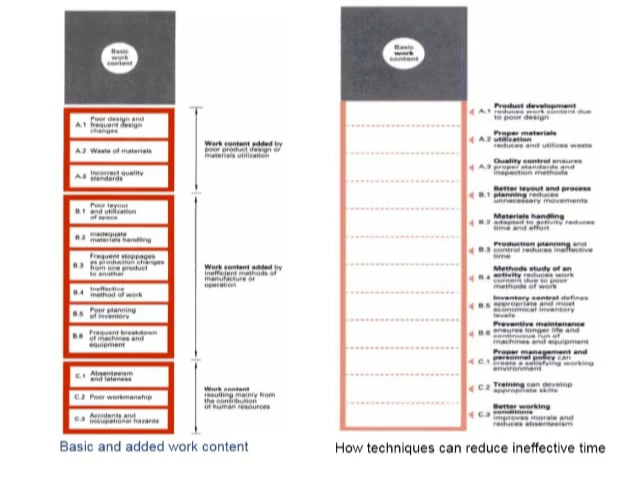 Basic
work
content
A.1 Poor design and
frequent design
changes
A.2 Waste of materials
A.3 Incorrect quality
standards
Work content added by
poor product design or
materials utilization
B.1 Poor layout
and utilization
of space
B.2 Inadequate
materials handling
B.3 Frequent stoppages
as production changes
from one product
to another
B.4 Ineffective
method of work
B.5 Poor planning
of inventory
B.6 Frequent breakdown
of machines and
equipment
Work content added by
inefficient methods of
manufacture or
operation
C.1 Absenteeism
and lateness
C.2 Poor workmanship
C.3 Accidents and
occupational hazards
Work content
resulting mainly from
the contribution
of human resources
Basic and added work content
Basic
work
content
A.1 Product development
reduces work content due
to poor design
A.2 Proper materials
utilization
reduces and utilizes waste
A.3 Quality control ensures
proper standards and
inspection methods
B.1 Better layout and process
planning reduces
unnecessary movements
B.2 Materials handling
adapted to activity reduces
time and effort
B.3 Production planning and
control reduces ineffective
time
B.4 Methods study of an
activity reduces work
content due to poor
methods of work
B.5 Inventory control defines
appropriate and most
economical inventory
levels
B.6 Preventive maintenance
ensures longer life and
continuous run of
machines and equipment
C.1 Proper management and
personnel policy can
create a satisfying working
environment
C.2 Training can develop
appropriate skills
C.3 Better working
conditions
improves morale and
reduces absenteeism
How techniques can reduce ineffective time